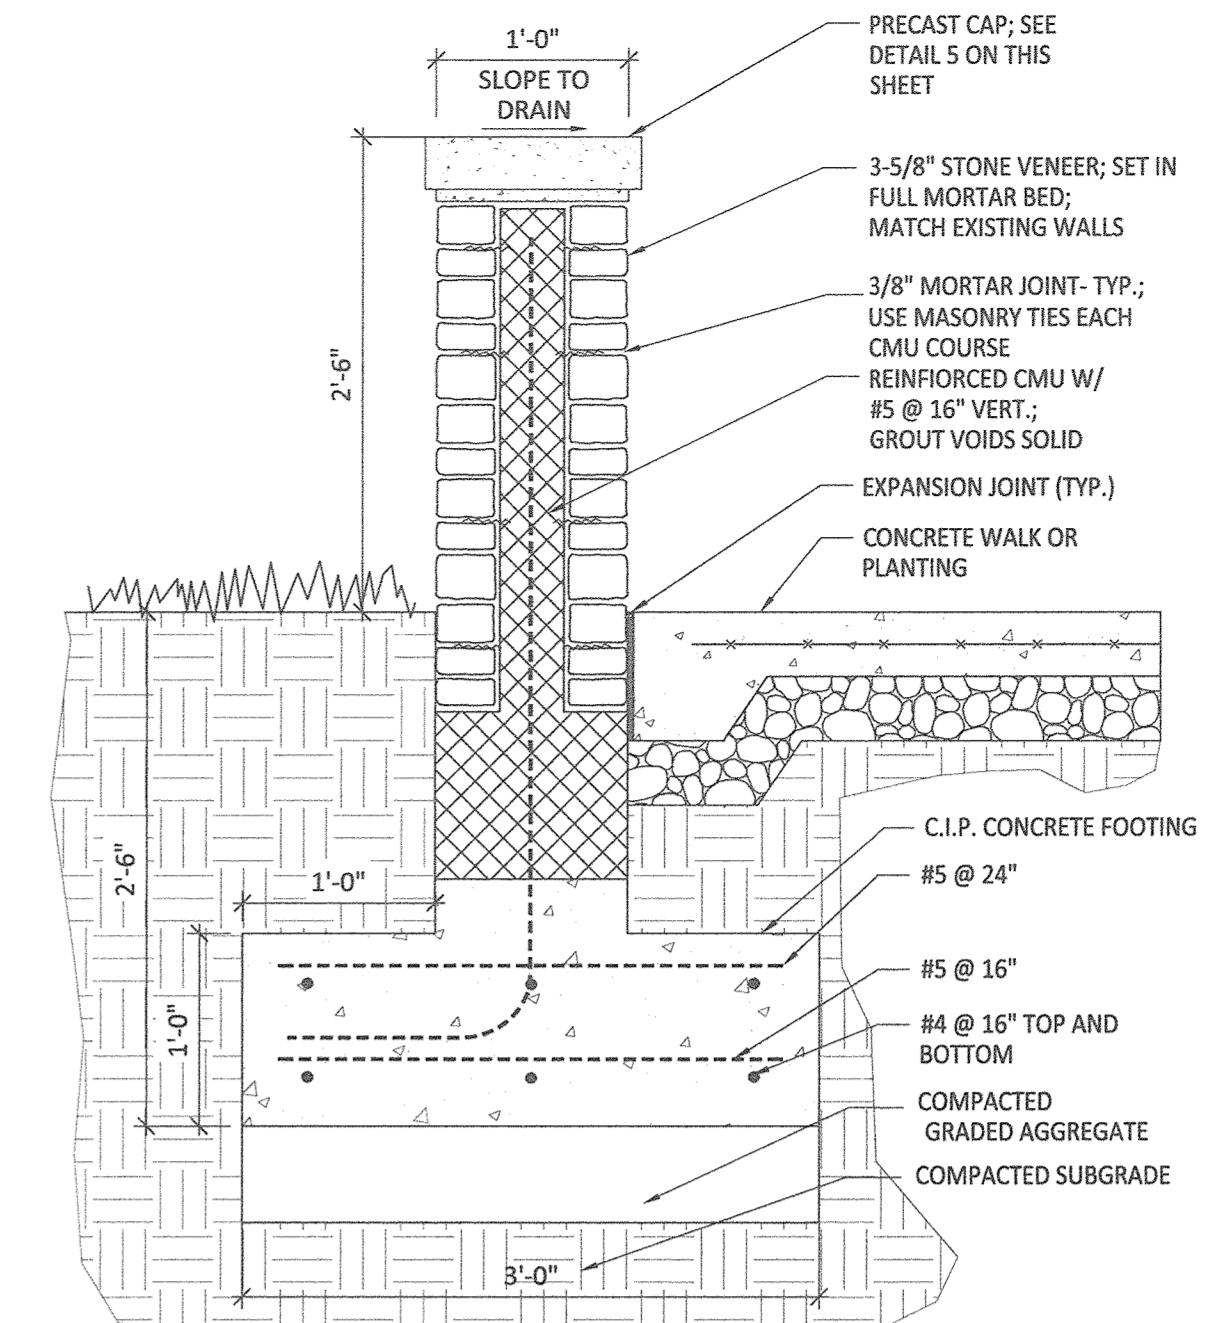 1'-0"
SLOPE TO
DRAIN
PRECAST CAP; SEE
DETAIL 5 ON THIS
SHEET
3-5/8" STONE VENEER; SET IN
FULL MORTAR BED;
MATCH EXISTING WALLS
3/8" MORTAR JOINT- TYP.;
USE MASONRY TIES EACH
CMU COURSE
REINFIORCED CMU W/
#5 @ 16" VERT.;
GROUT VOIDS SOLID
EXPANSION JOINT (TYP.)
CONCRETE WALK OR
PLANTING
2'-6"
2'-6"
1'-0"
1'-0"
C.I.P. CONCRETE FOOTING
#5 @ 24"
#5 @ 16"
#4 @ 16" TOP AND
BOTTOM
COMPACTED
GRADED AGGREGATE
COMPACTED SUBGRADE
3'-0"